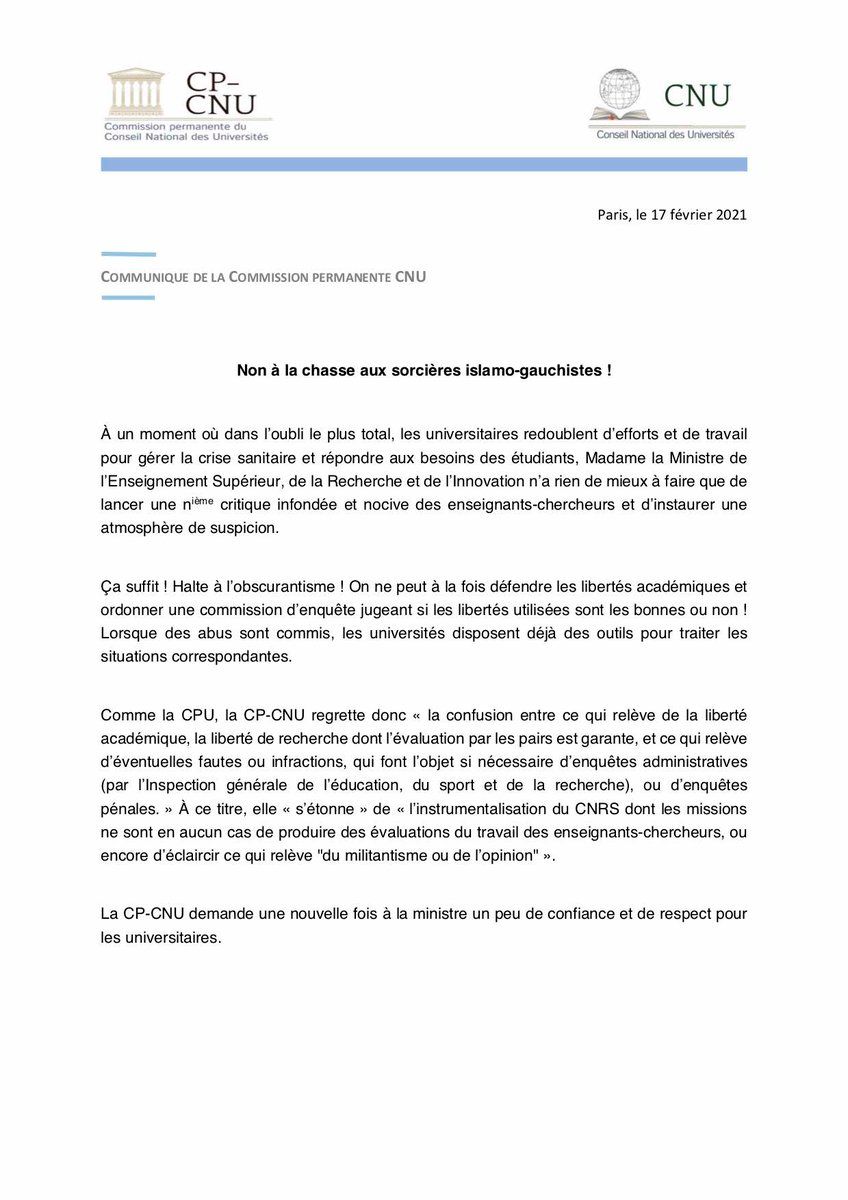 CP-
CNU
Commission permanente du
Conseil National des Universités
CNU
Conseil National des Universités
Paris, le 17 février 2021
COMMUNIQUE DE LA COMMISSION PERMANENTE CNU
Non à la chasse aux sorcières islamo-gauchistes !
À un moment où dans l’oubli le plus total, les universitaires redoublent d’efforts et de travail
pour gérer la crise sanitaire et répondre aux besoins des étudiants, Madame la Ministre de
l’Enseignement Supérieur, de la Recherche et de l’Innovation n’a rien de mieux à faire que de
lancer une nième critique infondée et nocive des enseignants-chercheurs et d’instaurer une
atmosphère de suspicion.
Ça suffit ! Halte à l’obscurantisme ! On ne peut à la fois défendre les libertés académiques et
ordonner une commission d’enquête jugeant si les libertés utilisées sont les bonnes ou non !
Lorsque des abus sont commis, les universités disposent déjà des outils pour traiter les
situations correspondantes.
Comme la CPU, la CP-CNU regrette donc « la confusion entre ce qui relève de la liberté
académique, la liberté de recherche dont l’évaluation par les pairs est garante, et ce qui relève
d’éventuelles fautes ou infractions, qui font l’objet si nécessaire d’enquêtes administratives
(par l’Inspection générale de l’éducation, du sport et de la recherche), ou d’enquêtes
pénales. » À ce titre, elle « s’étonne » de « l’instrumentalisation du CNRS dont les missions
ne sont en aucun cas de produire des évaluations du travail des enseignants-chercheurs, ou
encore d’éclaircir ce qui relève "du militantisme ou de l’opinion" ».
La CP-CNU demande une nouvelle fois à la ministre un peu de confiance et de respect pour
les universitaires.